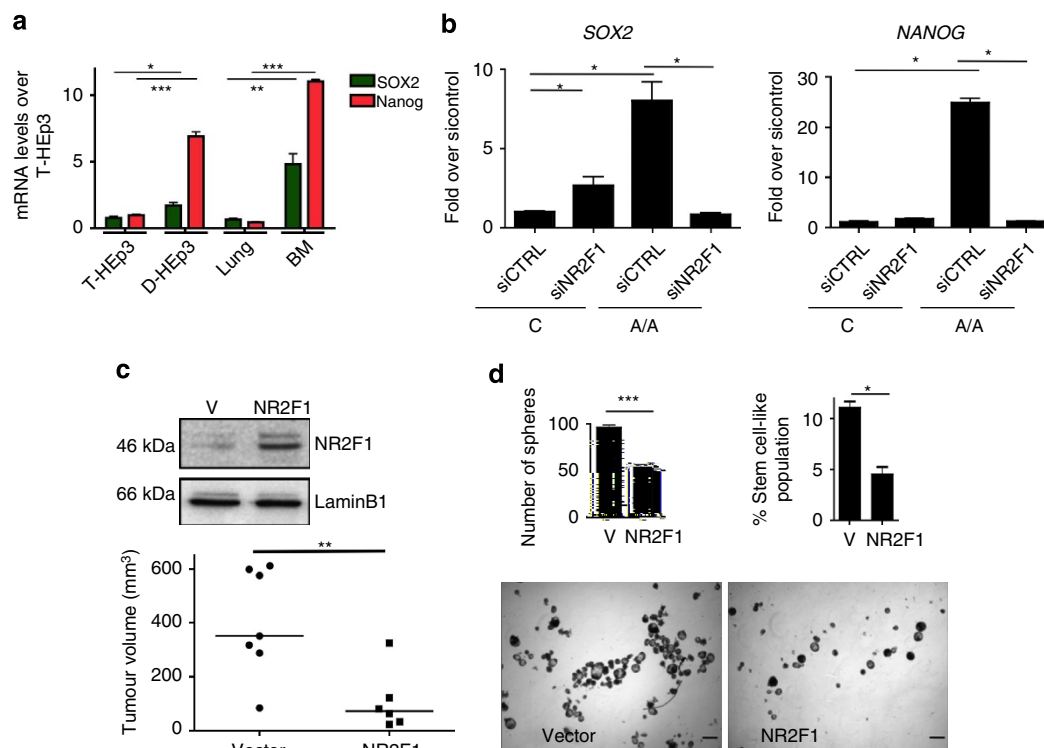 a
mRNA levels over
T-HEp3
10
5
0
*
***
***
**
SOX2
Nanog
T-HEp3
D-HEp3
Lung
BM
b
SOX2
Fold over sicontrol
10
5
0
*
*
*
siCTRL
siNR2F1
siCTRL
siNR2F1
C
A/A
NANOG
Fold over sicontrol
30
20
10
0
*
*
siCTRL
siNR2F1
siCTRL
siNR2F1
C
A/A
c
V
NR2F1
46 kDa
NR2F1
66 kDa
LaminB1
Tumour volume (mm³)
600
400
200
0
**
Vector
NR2F1
d
Number of spheres
100
50
0
***
V
NR2F1
% Stem cell-like
population
10
5
0
*
V
NR2F1
Vector
NR2F1